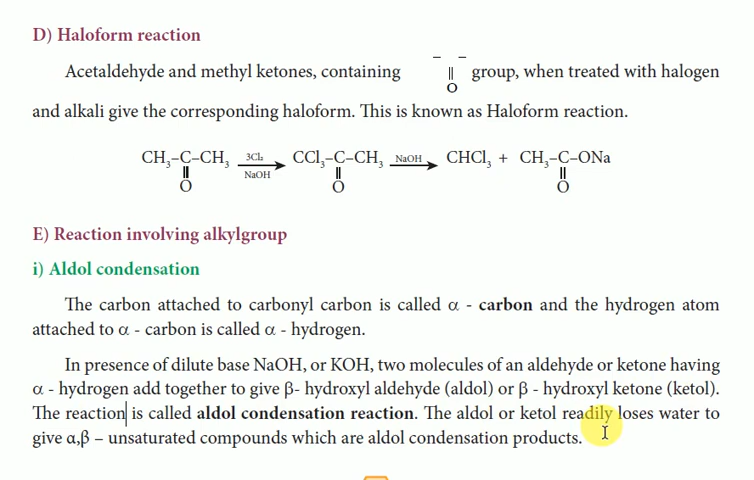 D) Haloform reaction
Acetaldehyde and methyl ketones, containing – || – group, when treated with halogen
O
and alkali give the corresponding haloform. This is known as Haloform reaction.
CH₃–C–CH₃ 3Cl₂ NaOH CCl₃–C–CH₃ NaOH CHCl₃ + CH₃–C–ONa
|| || ||
O O O
E) Reaction involving alkylgroup
i) Aldol condensation
The carbon attached to carbonyl carbon is called α - carbon and the hydrogen atom
attached to α - carbon is called α - hydrogen.
In presence of dilute base NaOH, or KOH, two molecules of an aldehyde or ketone having
α - hydrogen add together to give β- hydroxyl aldehyde (aldol) or β - hydroxyl ketone (ketol).
The reaction is called aldol condensation reaction. The aldol or ketol readily loses water to
give α,β – unsaturated compounds which are aldol condensation products.